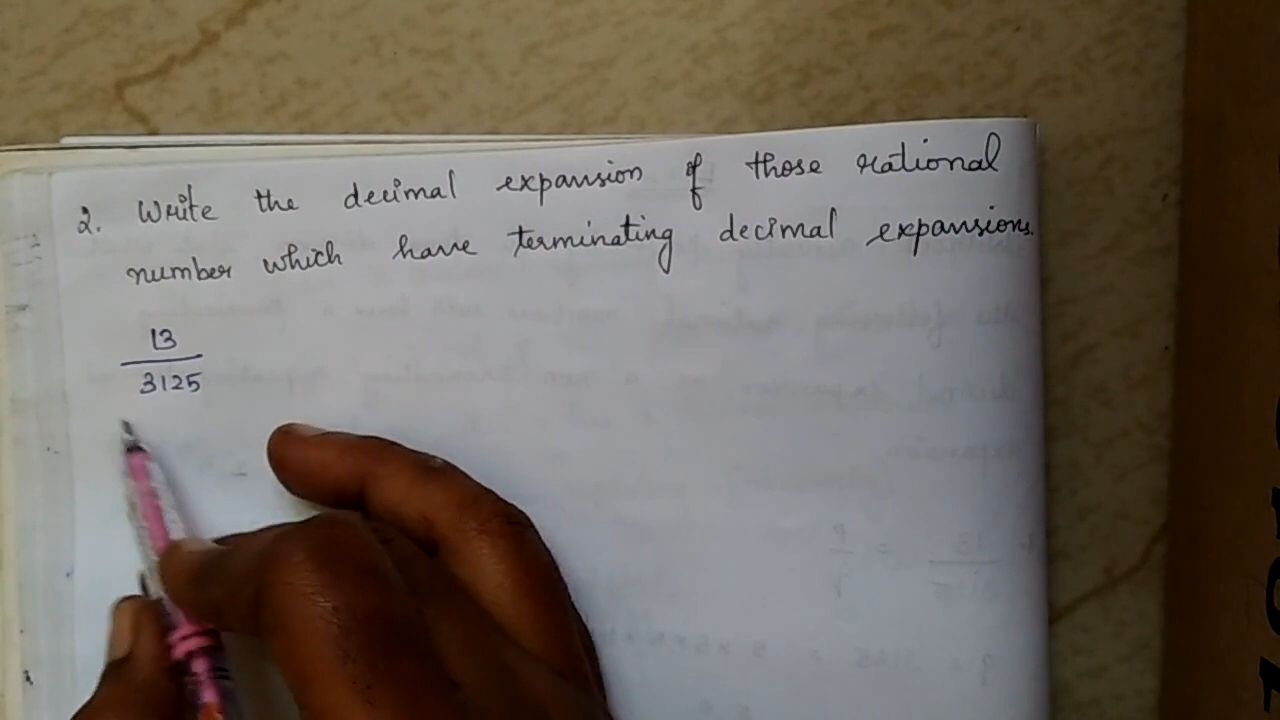 2. Write the decimal expansion of those rational
number which have terminating decimal expansions.
13
3125